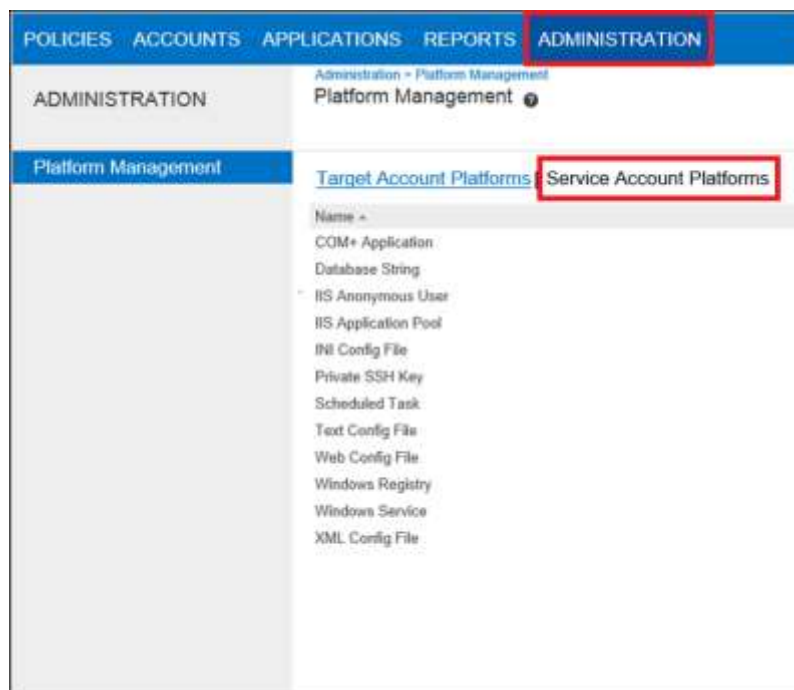 POLICIES ACCOUNTS APPLICATIONS REPORTS ADMINISTRATION
ADMINISTRATION
Administration > Platform Management
Platform Management ?
Platform Management
Target Account Platforms | Service Account Platforms
Name
COM+ Application
Database String
IIS Anonymous User
IIS Application Pool
INI Config File
Private SSH Key
Scheduled Task
Text Config File
Web Config File
Windows Registry
Windows Service
XML Config File